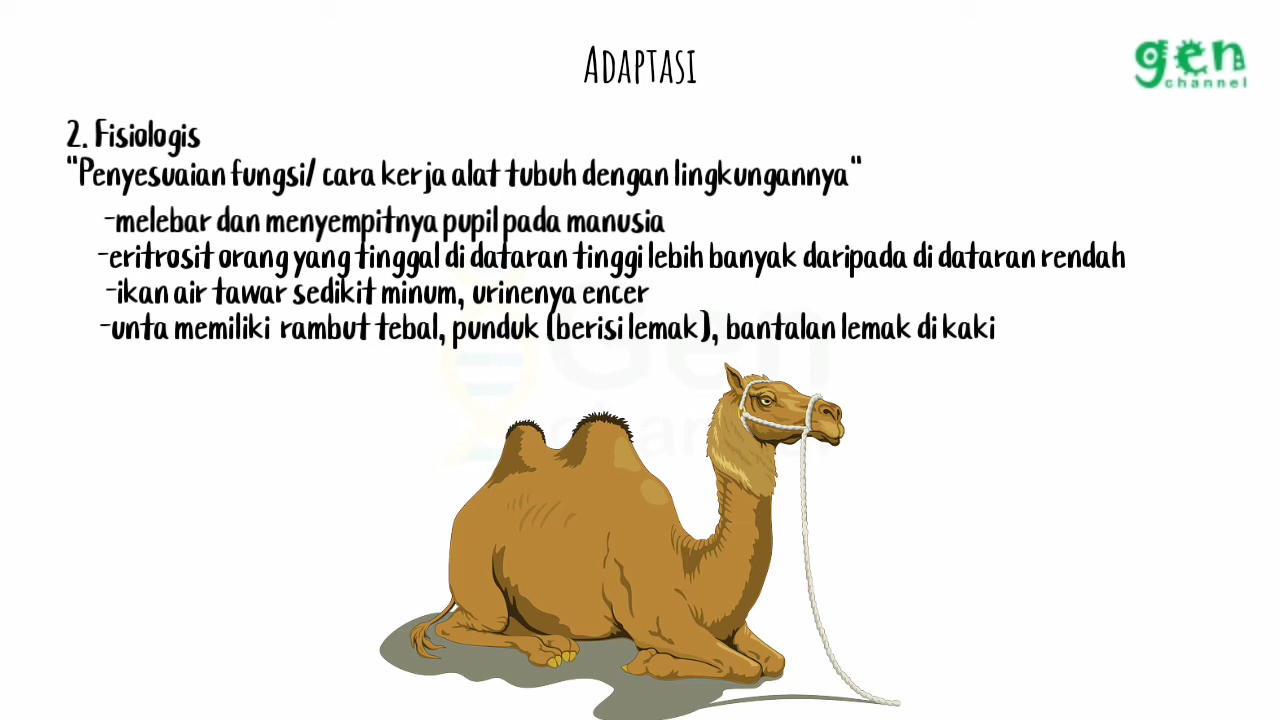 ADAPTASI
gen
channel
2. Fisiologis
"Penyesuaian fungsi/ cara kerja alat tubuh dengan lingkungannya"
-melebar dan menyempitnya pupil pada manusia
-eritrosit orang yang tinggal di dataran tinggi lebih banyak daripada di dataran rendah
-ikan air tawar sedikit minum, urinenya encer
-unta memiliki rambut tebal, punduk (berisi lemak), bantalan lemak di kaki
Gen
channel